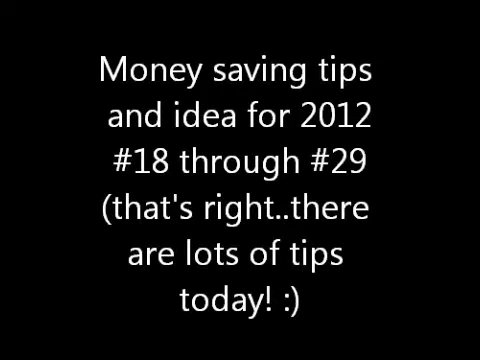 Money saving tips
and idea for 2012
#18 through #29
(that's right..there
are lots of tips
today! :)